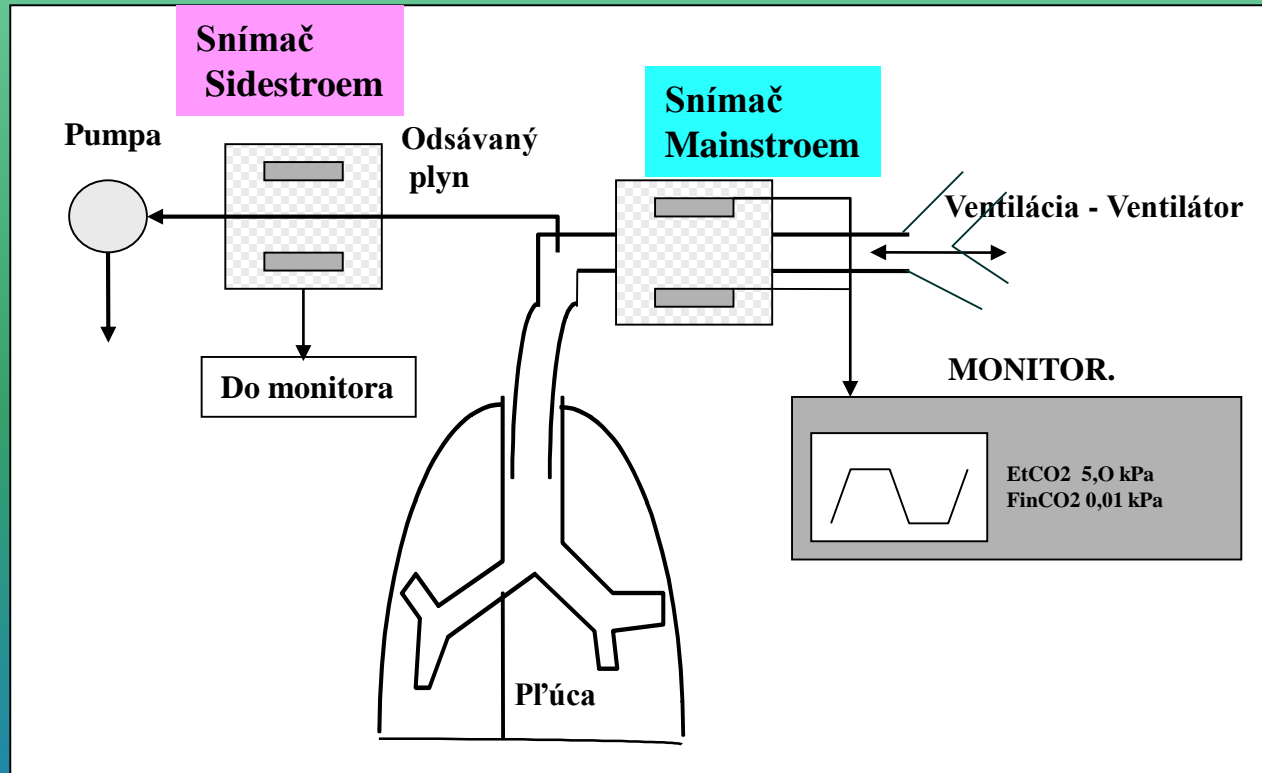 Snímač
Sidestroem
Snímač
Mainstroem
Pumpa
Odsávaný
plyn
Ventilácia - Ventilátor
Do monitora
MONITOR.
EtCO2 5,O kPa
FinCO2 0,01 kPa
Pľúca